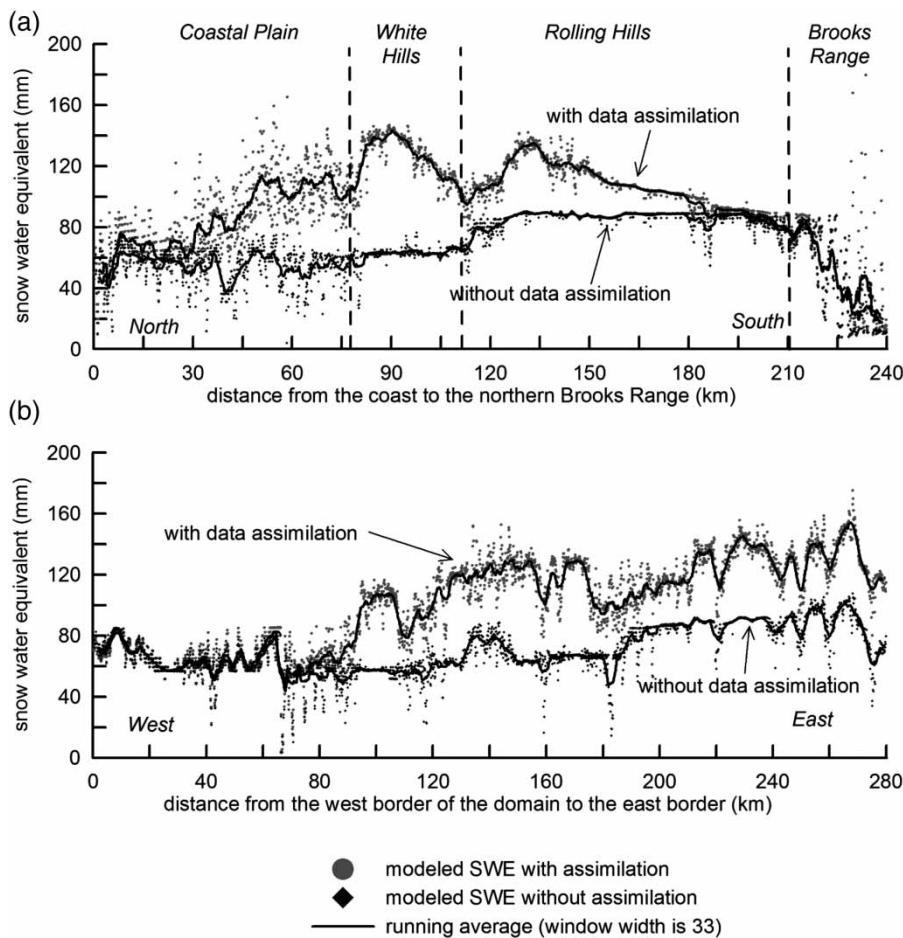 (a)
Coastal Plain
White
Hills
Rolling Hills
Brooks
Range
snow water equivalent (mm)
200
160
120
80
40
0
with data assimilation
without data assimilation
North
South
0 30 60 90 120 150 180 210 240
distance from the coast to the northern Brooks Range (km)
(b)
snow water equivalent (mm)
200
160
120
80
40
0
with data assimilation
without data assimilation
West
East
0 40 80 120 160 200 240 280
distance from the west border of the domain to the east border (km)
modeled SWE with assimilation
modeled SWE without assimilation
running average (window width is 33)